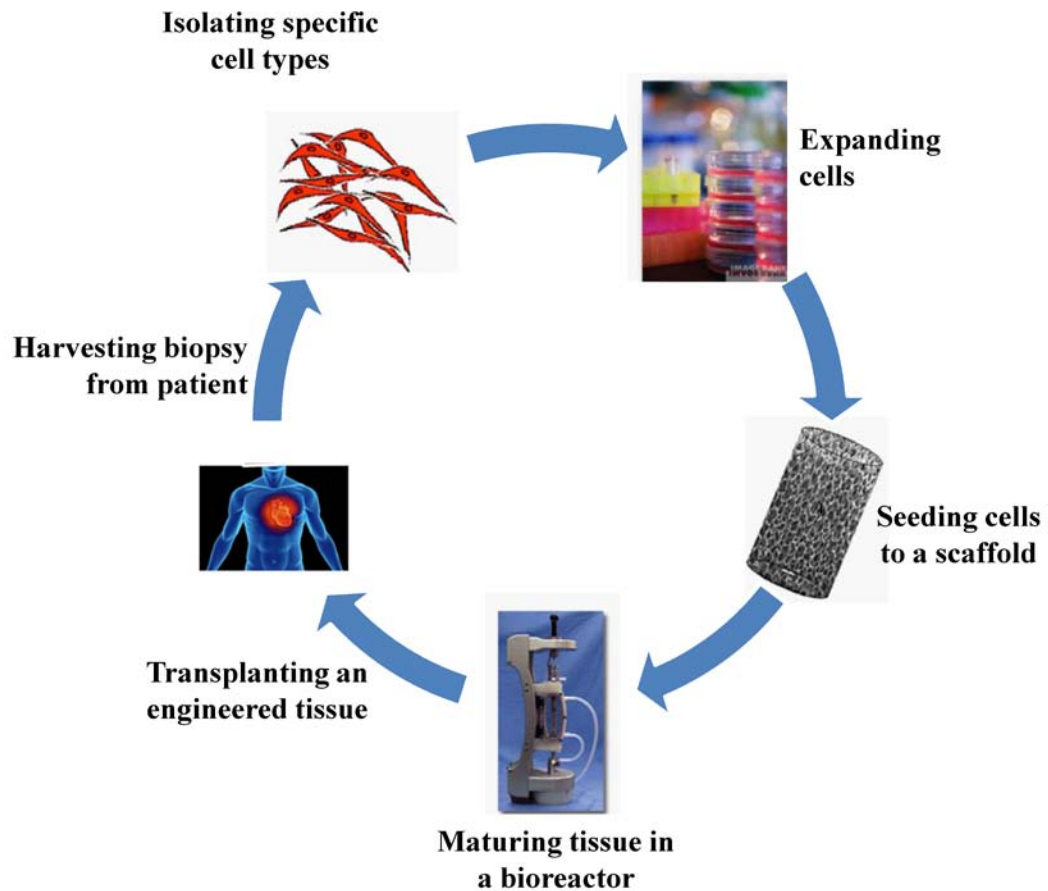 Isolating specific
cell types
Expanding
cells
Seeding cells
to a scaffold
Maturing tissue in
a bioreactor
Transplanting an
engineered tissue
Harvesting biopsy
from patient